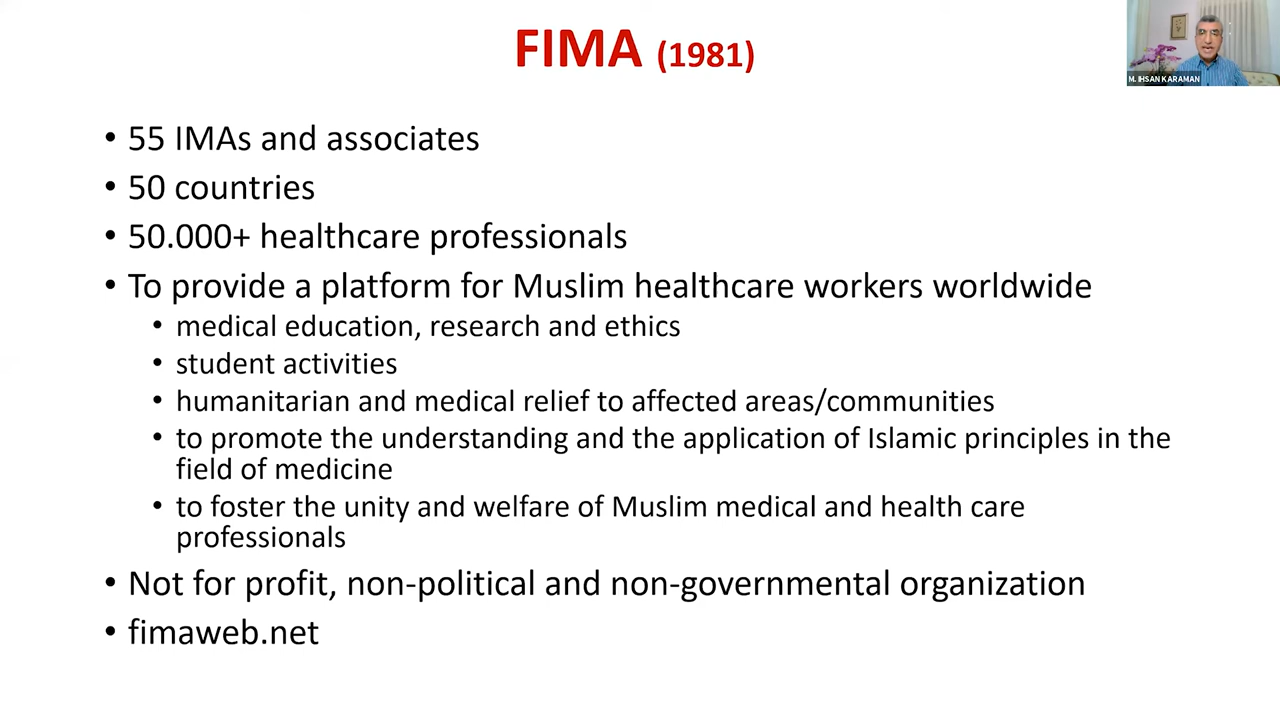 FIMA (1981)
M. IHSAN KARAMAN
• 55 IMAs and associates
• 50 countries
• 50.000+ healthcare professionals
• To provide a platform for Muslim healthcare workers worldwide
• medical education, research and ethics
• student activities
• humanitarian and medical relief to affected areas/communities
• to promote the understanding and the application of Islamic principles in the
field of medicine
• to foster the unity and welfare of Muslim medical and health care
professionals
• Not for profit, non-political and non-governmental organization
• fimaweb.net